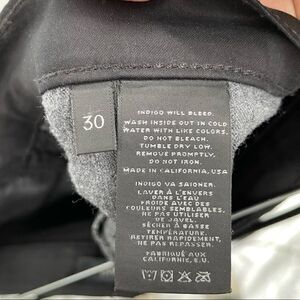 30
INDIGO WILL BLEED.
WASH INSIDE OUT IN COLD
WATER WITH LIKE COLORS.
DO NOT BLEACH.
TUMBLE DRY LOW.
REMOVE PROMPTLY.
DO NOT IRON.
MADE IN CALIFORNIA, USA
INDIGO VA SAIGNER.
LAVER À L'ENVERS
DANS L'EAU
FROIDE AVEC DES
COULEURS SEMBLABLES.
NE PAS UTILISER
DE JAVEL.
SÉCHER À BASSE
TEMPÉRATURE.
RETIRER RAPIDEMENT,
NE PAS REPASSER.
FABRIQUÉ AUX
CALIFORNIE, É.U.